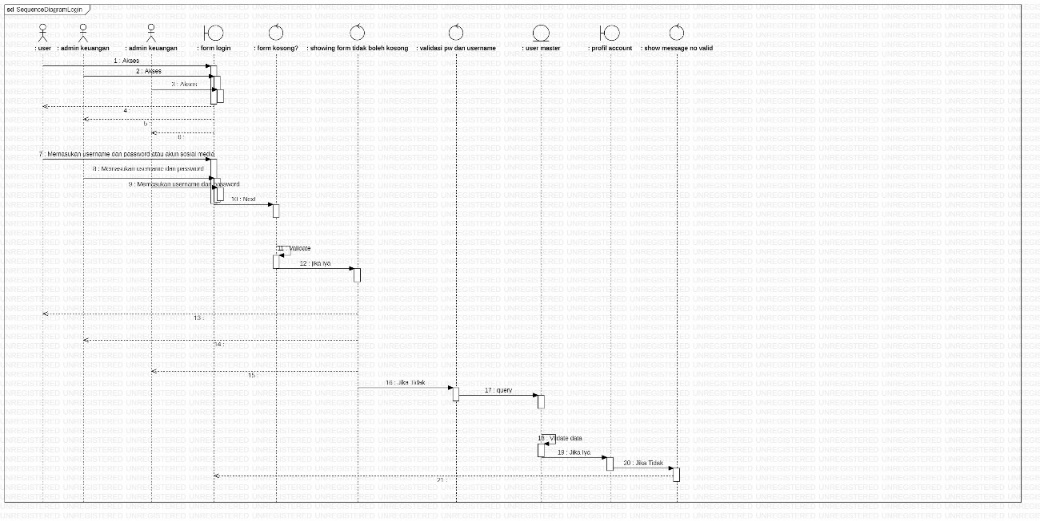 sd SequenceDiagramLogin
: user
: admin keuangan
: admin keuangan
: form login
: form kosong?
: showing form tidak boleh kosong
: validasi pw dan username
: user master
: profil account
: show message no valid
1 : Akses
2 : Akses
3 : Akses
4 :
5 :
6 :
7 : Memasukan username dan password atau akun sosial media
8 : Memasukan username dan password
9 : Memasukan username dan password
10 : Next
11 : Validate
12 : jika iya
13 :
14 :
15 :
16 : Jika Tidak
17 : query
18 : Vlidate data
19 : Jika Iya
20 : Jika Tidak
21 :